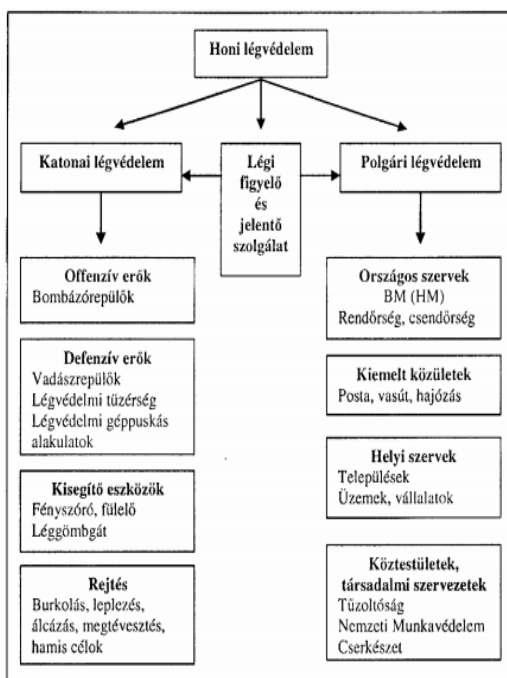 Honi légvédelem
Katonai légvédelem
Légi
figyelő
és
jelentő
szolgálat
Polgári légvédelem
Offenzív erők
Bombázórepülők
Defenzív erők
Vadászrepülők
Légvédelmi tüzérség
Légvédelmi géppuskás
alakulatok
Kisegítő eszközök
Fényszóró, fülelő
Léggömbgát
Rejtés
Burkolás, leplezés,
álcázás, megtévesztés,
hamis célok
Országos szervek
BM (HM)
Rendőrség, csendőrség
Kiemelt közületek
Posta, vasút, hajózás
Helyi szervek
Települések
Üzemek, vállalatok
Köztestületek,
társadalmi szervezetek
Tűzoltóság
Nemzeti Munkavédelem
Cserkészet